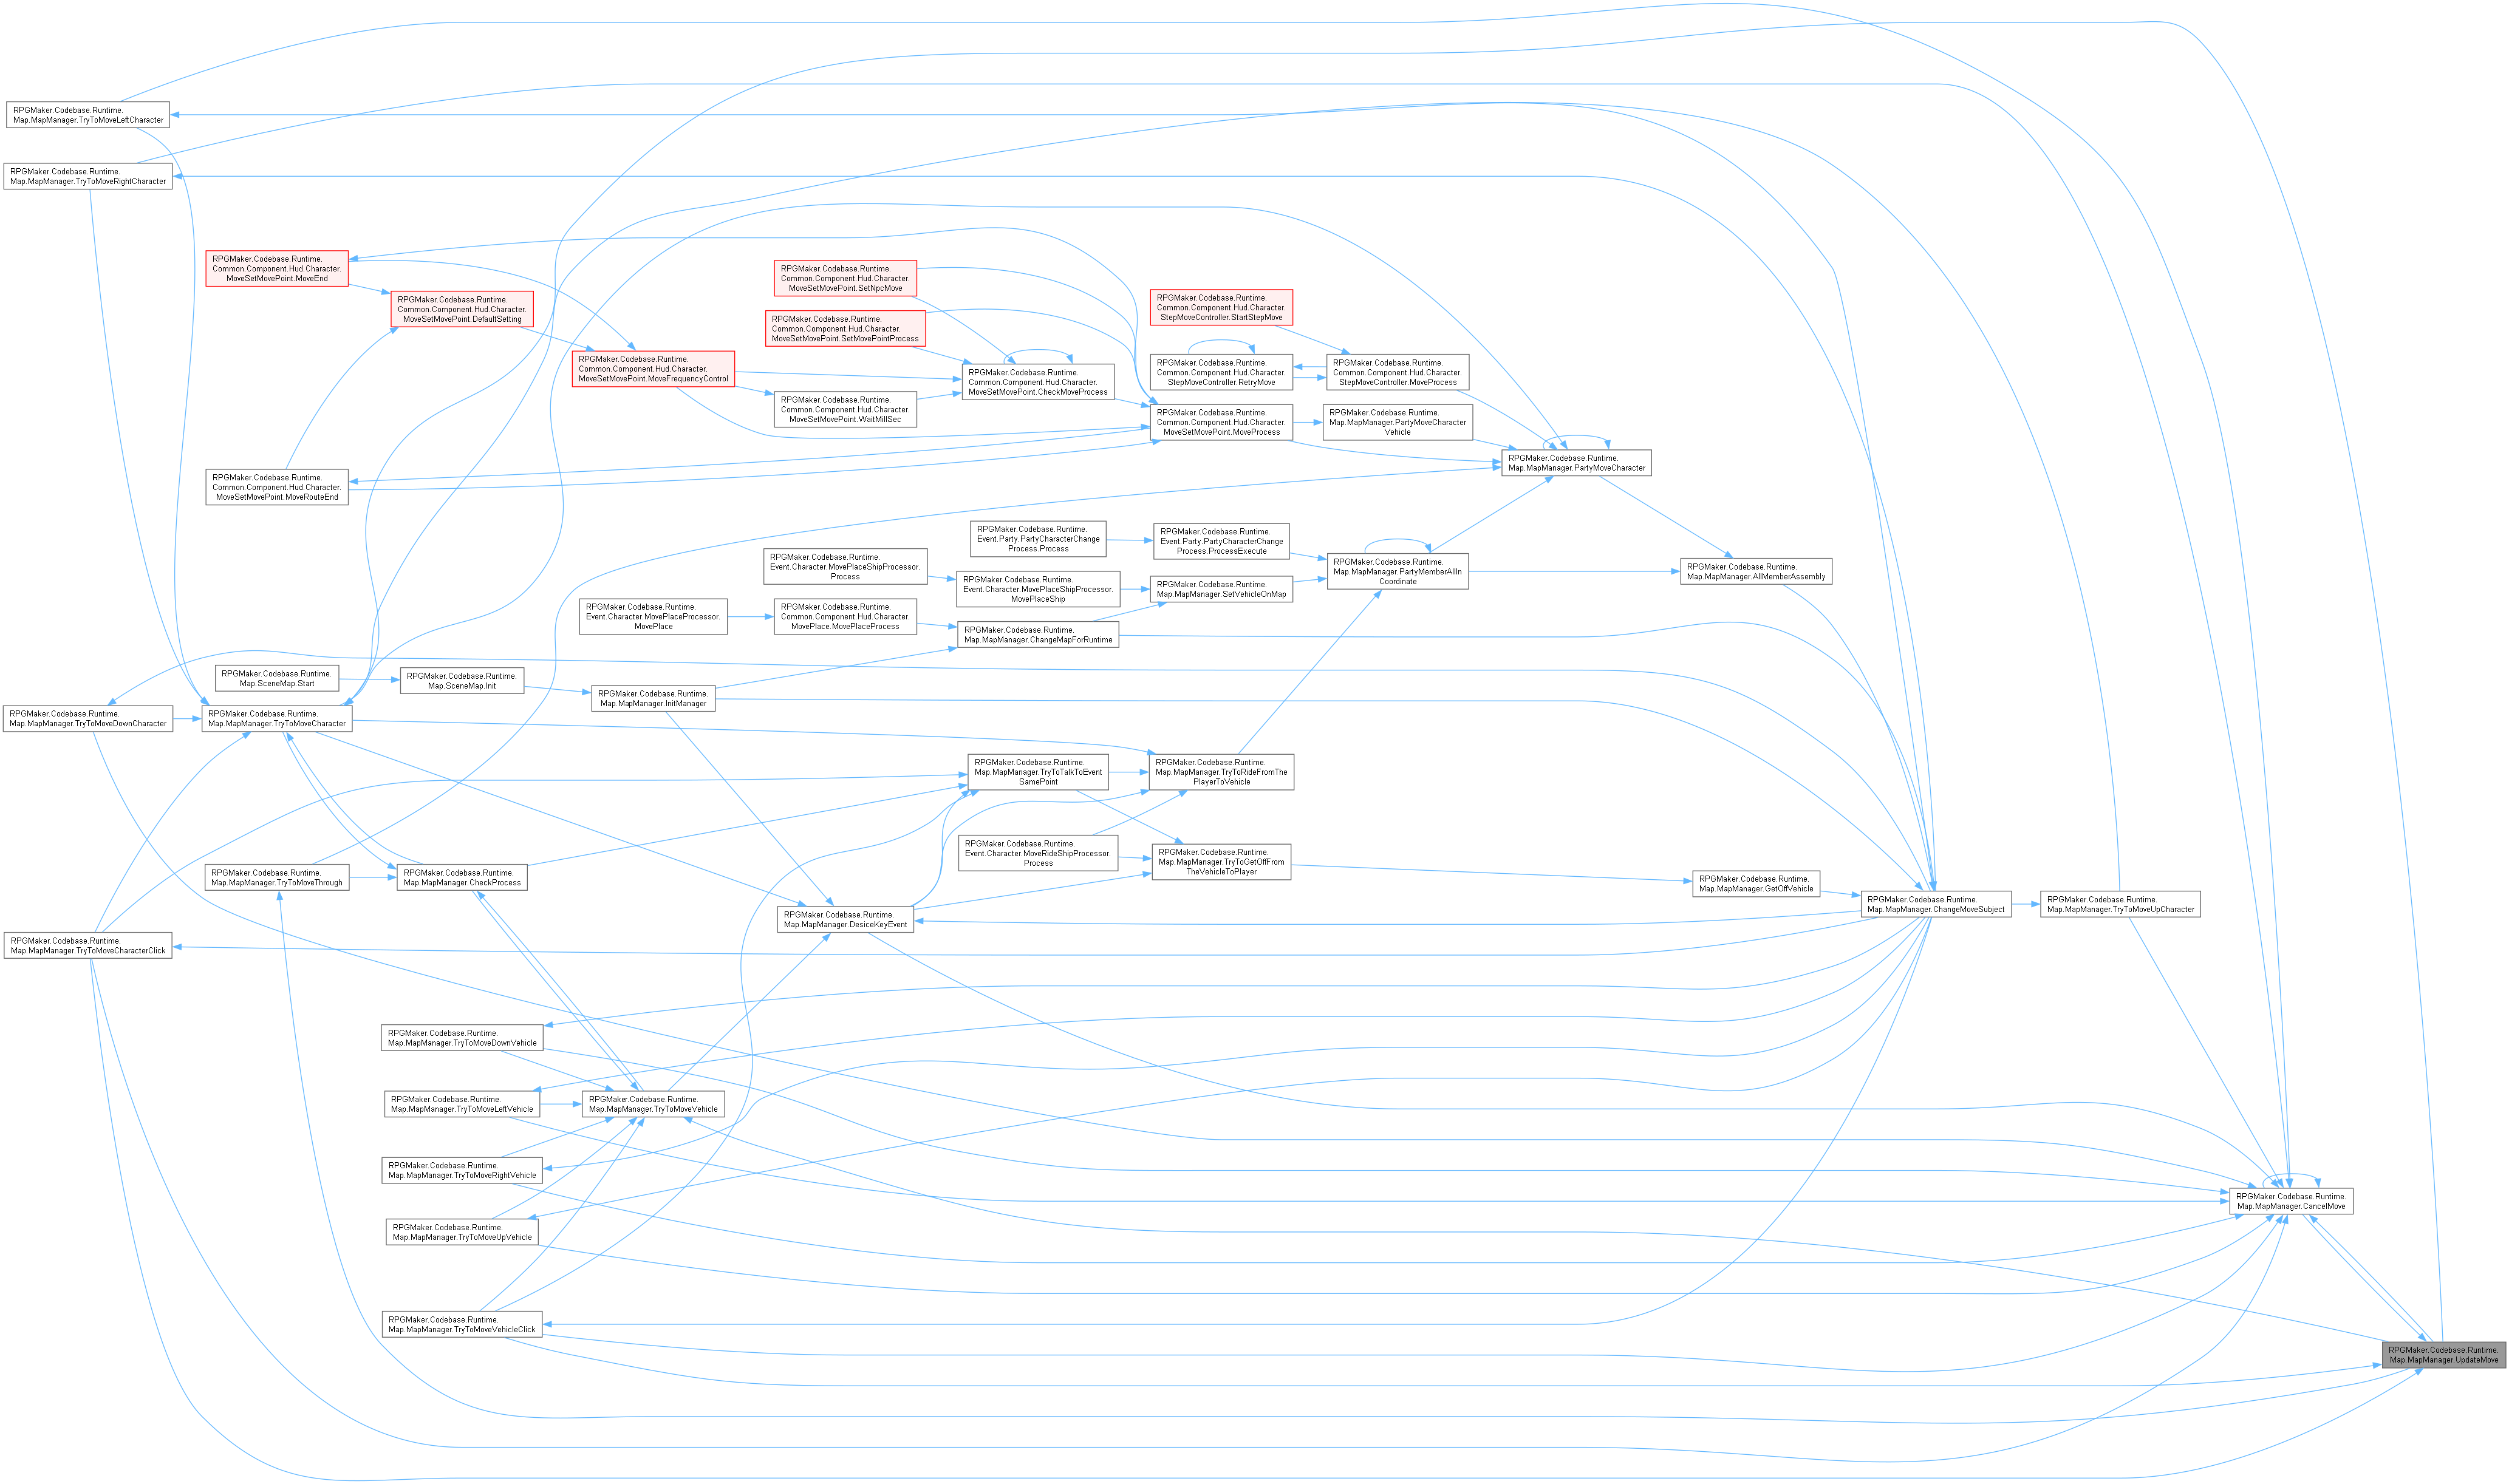 RPGMaker.Codebase.Runtime.
Map.MapManager.TryToMoveLeftCharacter
RPGMaker.Codebase.Runtime.
Map.MapManager.TryToMoveRightCharacter
RPGMaker.Codebase.Runtime.
Common.Component.Hud.Character.
MoveSetMovePoint.MoveEnd
RPGMaker.Codebase.Runtime.
Common.Component.Hud.Character.
MoveSetMovePoint.DefaultSetting
RPGMaker.Codebase.Runtime.
Common.Component.Hud.Character.
MoveSetMovePoint.SetNpcMove
RPGMaker.Codebase.Runtime.
Common.Component.Hud.Character.
MoveSetMovePoint.SetMovePointProcess
RPGMaker.Codebase.Runtime.
Common.Component.Hud.Character.
StepMoveController.StartStepMove
RPGMaker.Codebase.Runtime.
Common.Component.Hud.Character.
MoveSetMovePoint.MoveFrequencyControl
RPGMaker.Codebase.Runtime.
Common.Component.Hud.Character.
MoveSetMovePoint.CheckMoveProcess
RPGMaker.Codebase.Runtime.
Common.Component.Hud.Character.
StepMoveController.RetryMove
RPGMaker.Codebase.Runtime.
Common.Component.Hud.Character.
StepMoveController.MoveProcess
RPGMaker.Codebase.Runtime.
Common.Component.Hud.Character.
MoveSetMovePoint.WaitMillSec
RPGMaker.Codebase.Runtime.
Common.Component.Hud.Character.
MoveSetMovePoint.MoveProcess
RPGMaker.Codebase.Runtime.
Map.MapManager.PartyMoveCharacter
Vehicle
RPGMaker.Codebase.Runtime.
Map.MapManager.PartyMoveCharacter
RPGMaker.Codebase.Runtime.
Common.Component.Hud.Character.
MoveSetMovePoint.MoveRouteEnd
RPGMaker.Codebase.Runtime.
Event.Party.PartyCharacterChange
Process.Process
RPGMaker.Codebase.Runtime.
Event.Party.PartyCharacterChange
Process.ProcessExecute
RPGMaker.Codebase.Runtime.
Map.MapManager.PartyMemberAllIn
Coordinate
RPGMaker.Codebase.Runtime.
Map.MapManager.AllMemberAssembly
RPGMaker.Codebase.Runtime.
Event.Character.MovePlaceShipProcessor.
Process
RPGMaker.Codebase.Runtime.
Event.Character.MovePlaceShipProcessor.
MovePlaceShip
RPGMaker.Codebase.Runtime.
Map.MapManager.SetVehicleOnMap
RPGMaker.Codebase.Runtime.
Event.Character.MovePlaceProcessor.
MovePlace
RPGMaker.Codebase.Runtime.
Common.Component.Hud.Character.
MovePlace.MovePlaceProcess
RPGMaker.Codebase.Runtime.
Map.MapManager.ChangeMapForRuntime
RPGMaker.Codebase.Runtime.
Map.SceneMap.Start
RPGMaker.Codebase.Runtime.
Map.SceneMap.Init
RPGMaker.Codebase.Runtime.
Map.MapManager.InitManager
RPGMaker.Codebase.Runtime.
Map.MapManager.TryToMoveDownCharacter
RPGMaker.Codebase.Runtime.
Map.MapManager.TryToMoveCharacter
RPGMaker.Codebase.Runtime.
Map.MapManager.TryToTalkToEvent
SamePoint
RPGMaker.Codebase.Runtime.
Map.MapManager.TryToRideFromThe
PlayerToVehicle
RPGMaker.Codebase.Runtime.
Event.Character.MoveRideShipProcessor.
Process
RPGMaker.Codebase.Runtime.
Map.MapManager.TryToGetOffFrom
TheVehicleToPlayer
RPGMaker.Codebase.Runtime.
Map.MapManager.TryToMoveThrough
RPGMaker.Codebase.Runtime.
Map.MapManager.CheckProcess
RPGMaker.Codebase.Runtime.
Map.MapManager.GetOffVehicle
RPGMaker.Codebase.Runtime.
Map.MapManager.DesiceKeyEvent
RPGMaker.Codebase.Runtime.
Map.MapManager.ChangeMoveSubject
RPGMaker.Codebase.Runtime.
Map.MapManager.TryToMoveUpCharacter
RPGMaker.Codebase.Runtime.
Map.MapManager.TryToMoveCharacterClick
RPGMaker.Codebase.Runtime.
Map.MapManager.TryToMoveDownVehicle
RPGMaker.Codebase.Runtime.
Map.MapManager.TryToMoveLeftVehicle
RPGMaker.Codebase.Runtime.
Map.MapManager.TryToMoveVehicle
RPGMaker.Codebase.Runtime.
Map.MapManager.TryToMoveRightVehicle
RPGMaker.Codebase.Runtime.
Map.MapManager.CancelMove
RPGMaker.Codebase.Runtime.
Map.MapManager.TryToMoveUpVehicle
RPGMaker.Codebase.Runtime.
Map.MapManager.TryToMoveVehicleClick
RPGMaker.Codebase.Runtime.
Map.MapManager.UpdateMove